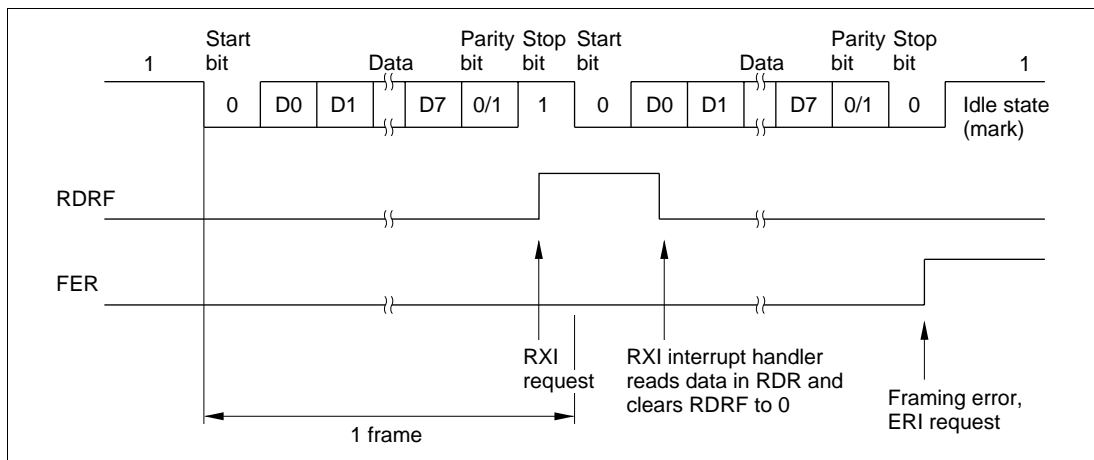 Start bit
Parity bit
Stop bit
Start bit
Parity bit
Stop bit
1
Data
Data
1
0
D0
D1
D7
0/1
1
0
D0
D1
D7
0/1
0
Idle state
(mark)
RDRF
FER
RXI
request
RXI interrupt handler
reads data in RDR and
clears RDRF to 0
Framing error,
ERI request
1 frame